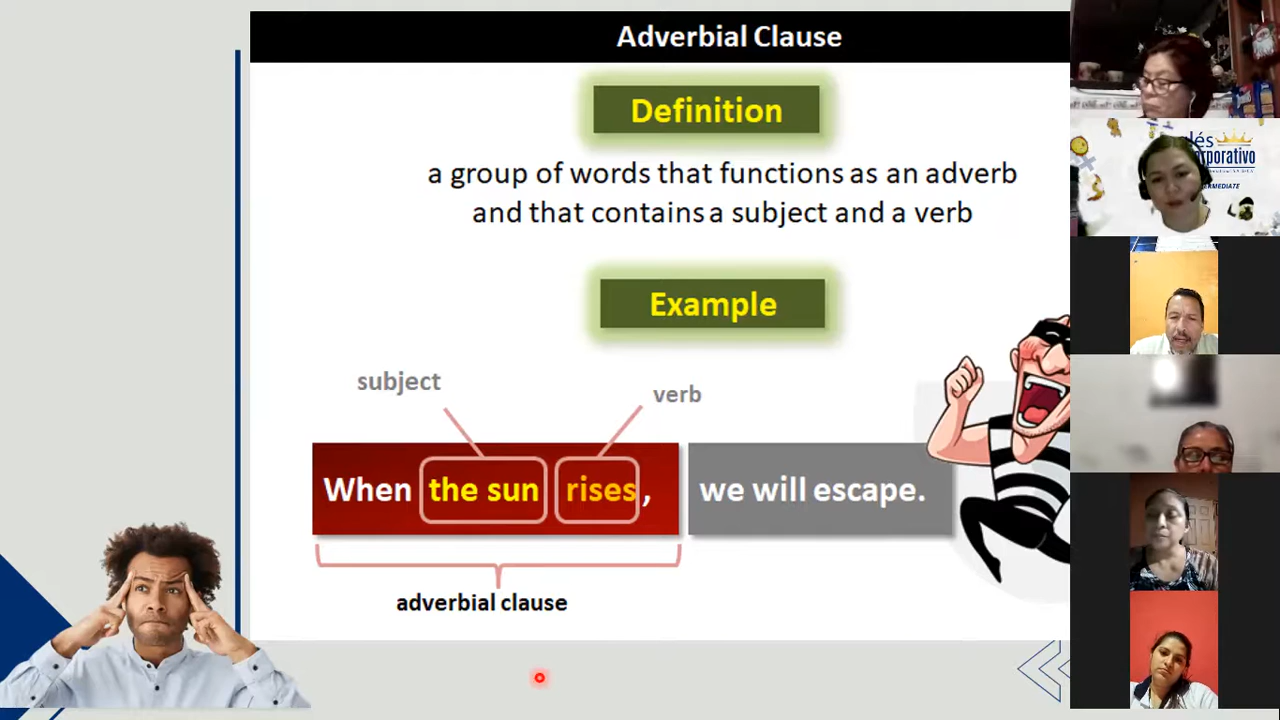 Adverbial Clause
Definition
a group of words that functions as an adverb
and that contains a subject and a verb
Example
subject
verb
When the sun rises, we will escape.
adverbial clause